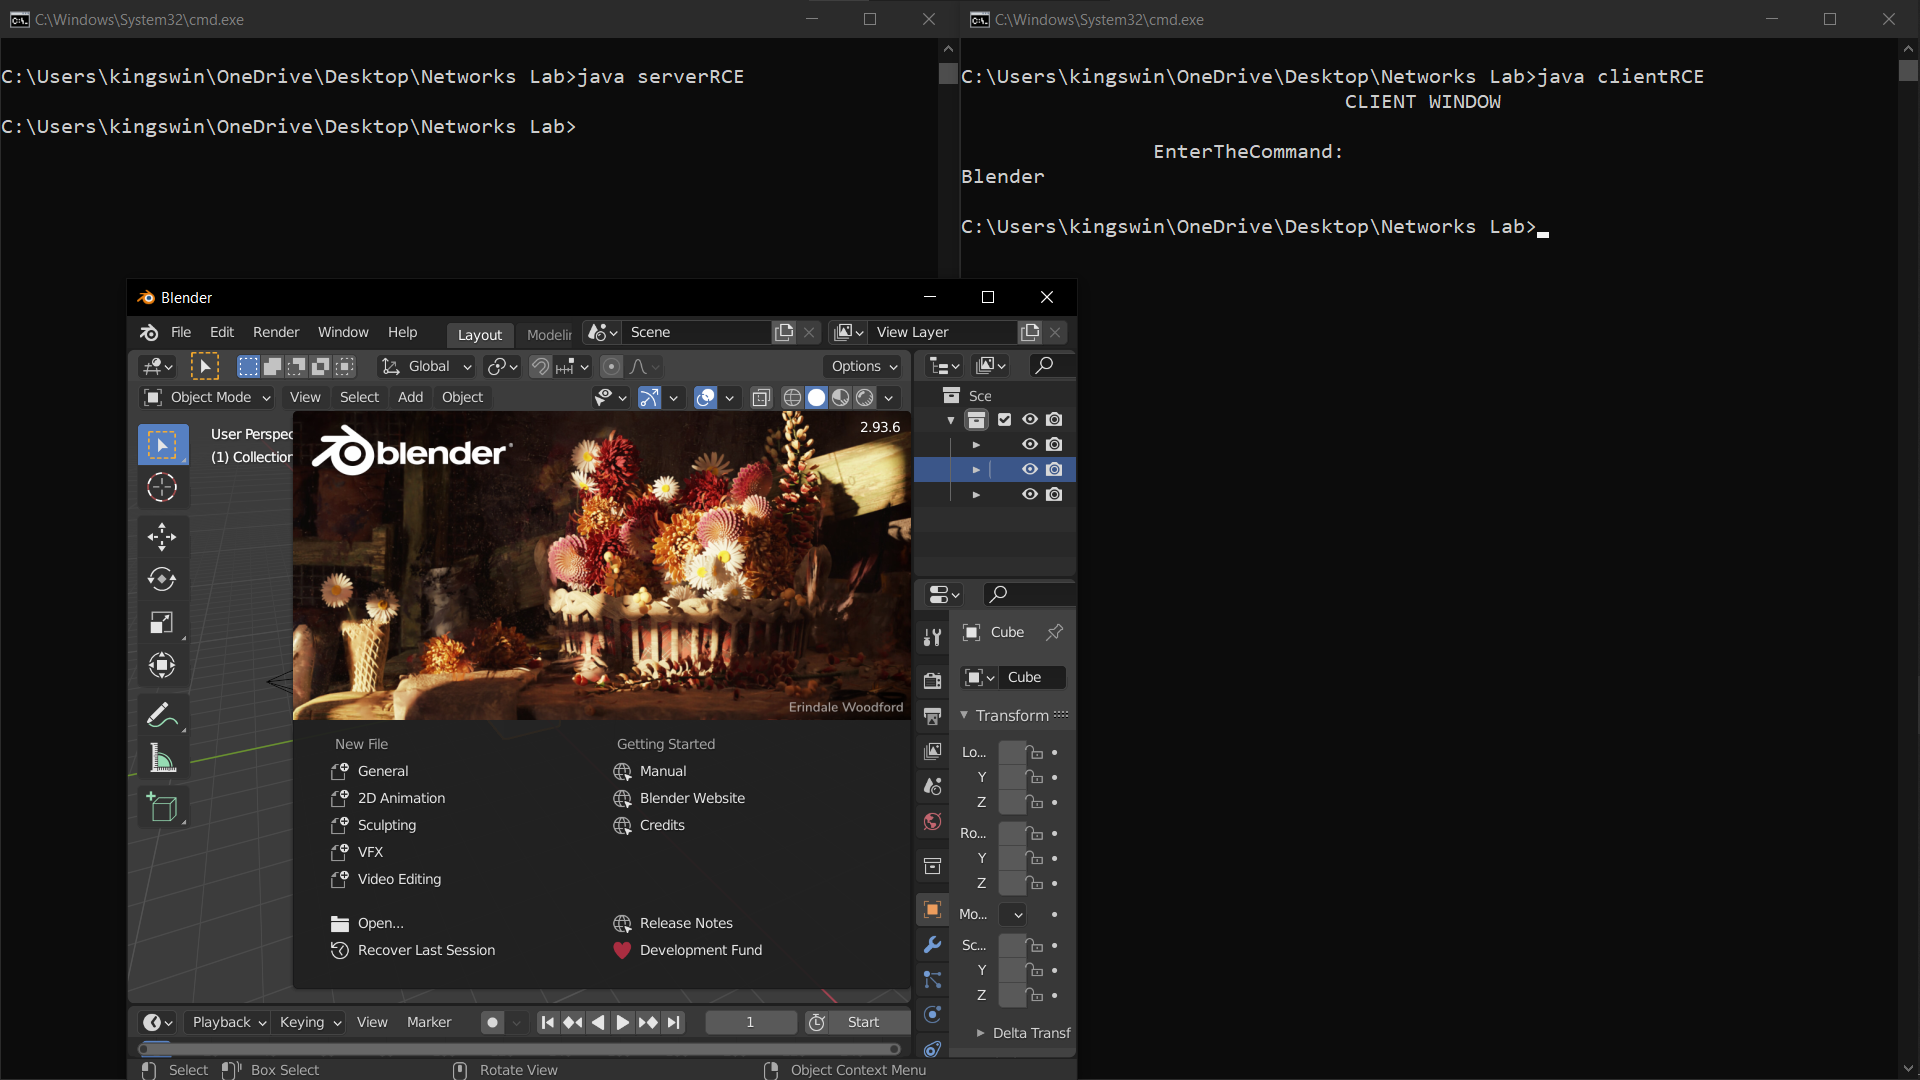 C:\Windows\System32\cmd.exe
C:\Users\kingswin\OneDrive\Desktop\Networks Lab>java serverRCE
C:\Users\kingswin\OneDrive\Desktop\Networks Lab>
C:\Windows\System32\cmd.exe
C:\Users\kingswin\OneDrive\Desktop\Networks Lab>java clientRCE
CLIENT WINDOW
EnterTheCommand:
Blender
C:\Users\kingswin\OneDrive\Desktop\Networks Lab>
Blender
File Edit Render Window Help Layout Modelin Scene View Layer
Global Options
Object Mode View Select Add Object
Sce
User Perspec
(1) Collection
blender
2.93.6
Erindale Woodford
New File
General
2D Animation
Sculpting
VFX
Video Editing
Open...
Recover Last Session
Getting Started
Manual
Blender Website
Credits
Release Notes
Development Fund
Cube
Cube
Transform
Lo...
Y
Z
Ro...
Y
Z
Mo...
Sc...
Y
Z
Delta Transf
Playback Keying View Marker 1 Start
Select Box Select Rotate View Object Context Menu